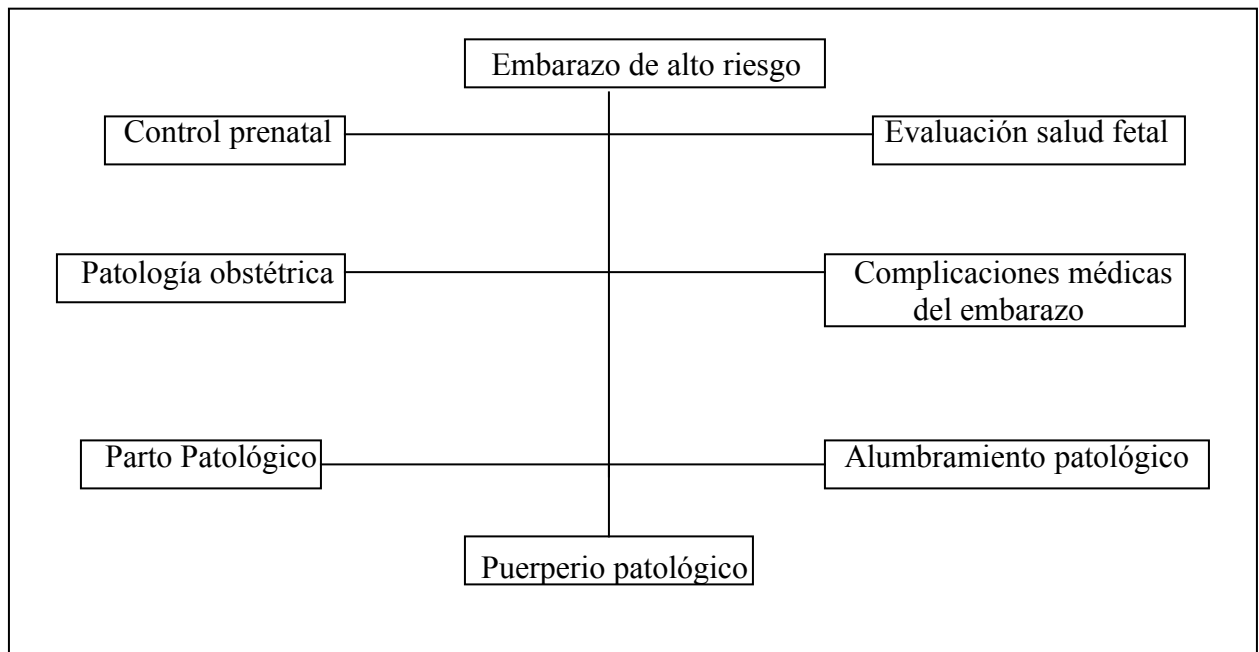 Embarazo de alto riesgo
Control prenatal
Evaluación salud fetal
Patología obstétrica
Complicaciones médicas
del embarazo
Parto Patológico
Alumbramiento patológico
Puerperio patológico